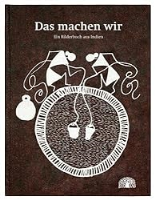 Das machen wir
Ein Bilderbuch aus Indien